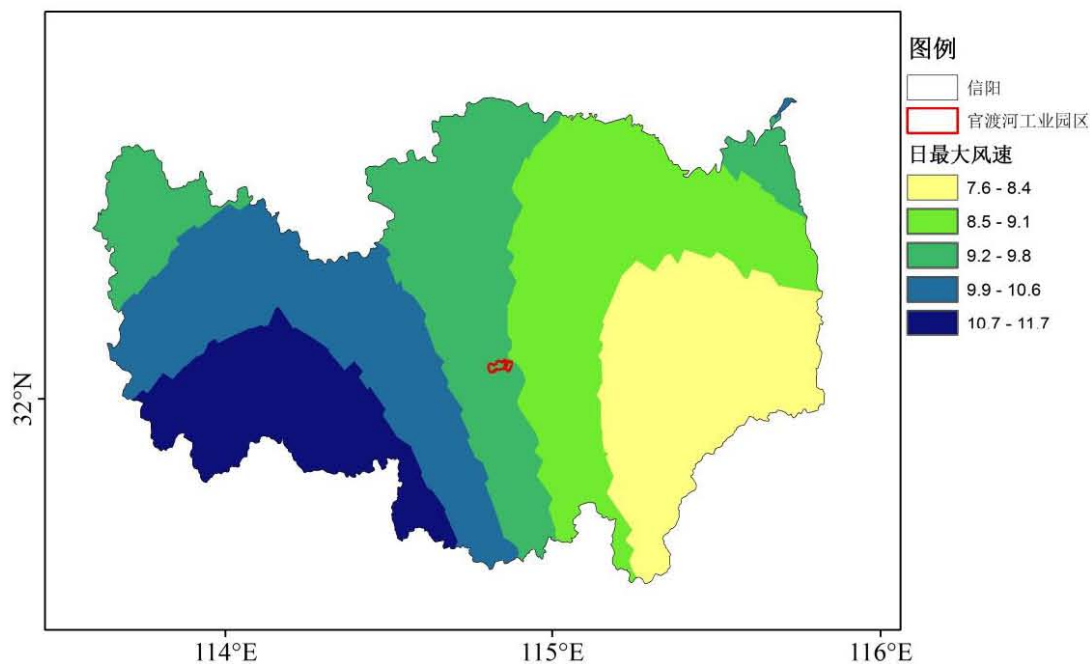 图例
信阳
官渡河工业园区
日最大风速
7.6 - 8.4
8.5 - 9.1
9.2 - 9.8
9.9 - 10.6
10.7 - 11.7
32°N
114°E
115°E
116°E